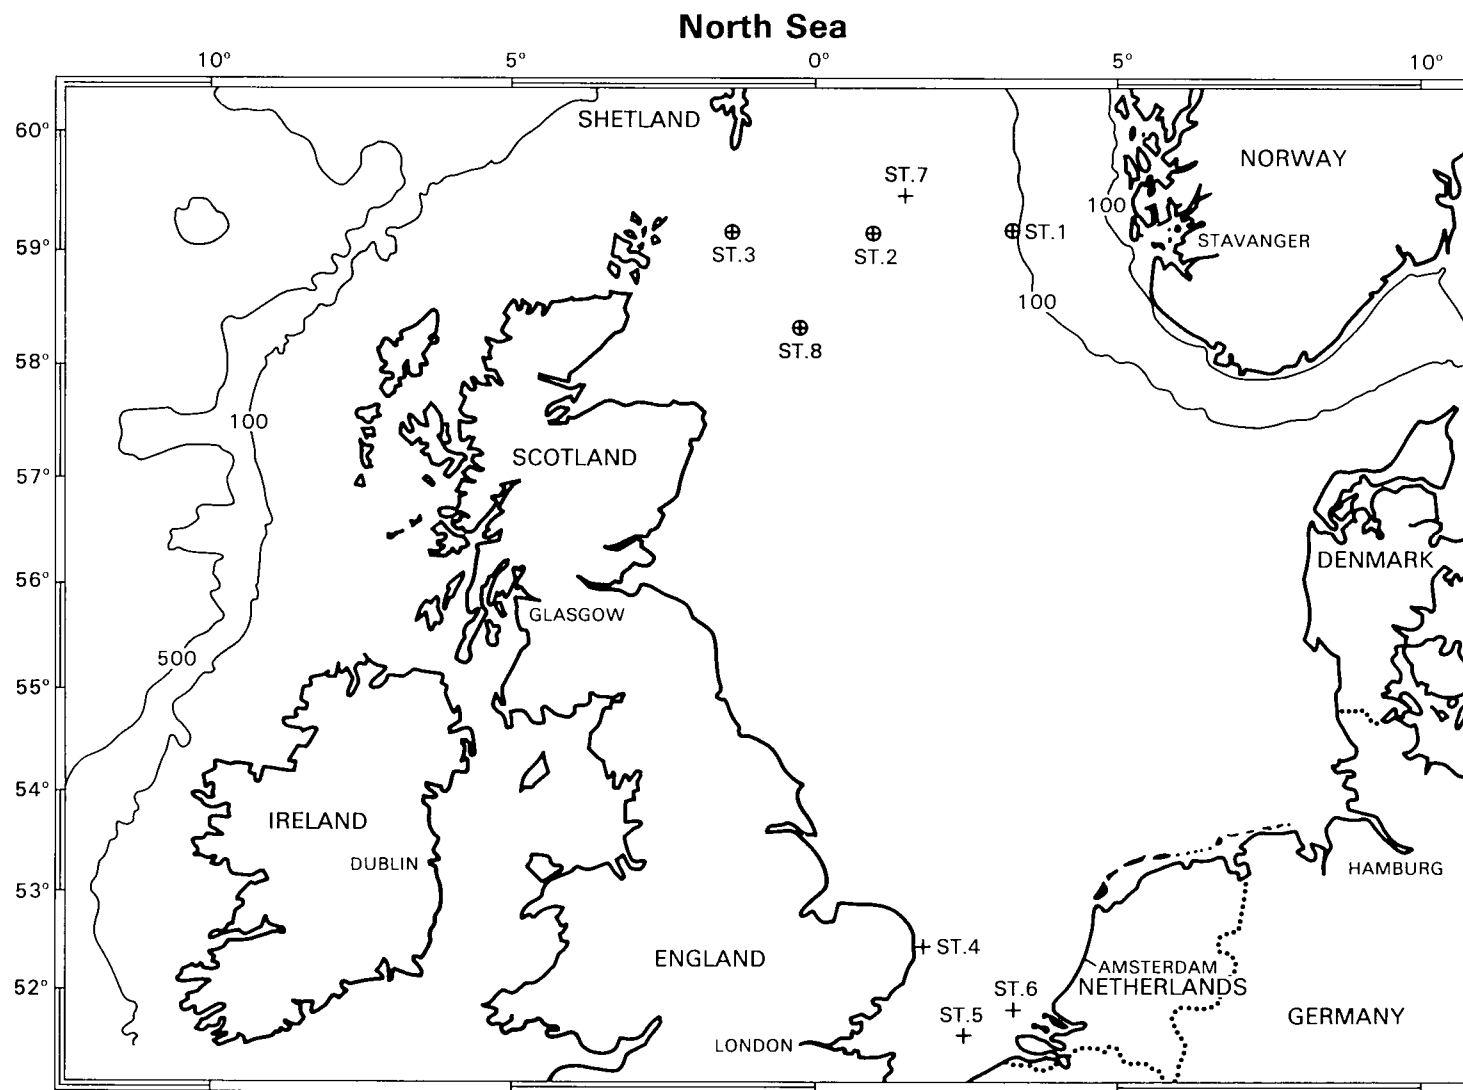 North Sea
10° 5° 0° 5° 10°
60°
SHETLAND
NORWAY
ST.7
100
59°
ST.3
ST.2
ST.1
STAVANGER
100
58°
ST.8
100
57°
SCOTLAND
56°
DENMARK
GLASGOW
500
55°
54°
IRELAND
DUBLIN
HAMBURG
53°
ENGLAND
ST.4
AMSTERDAM
NETHERLANDS
52°
ST.6
ST.5
GERMANY
LONDON